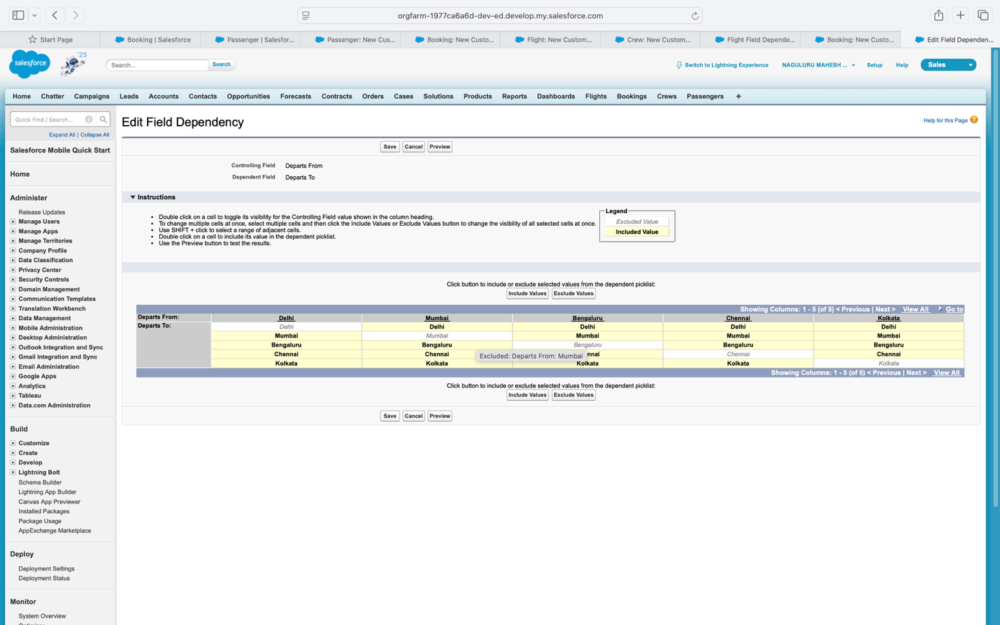 orgfarm-1977ca6a6d-dev-ed.develop.my.salesforce.com
Start Page
Booking | Salesforce
Passenger | Salesfor...
Passenger: New Cus...
Booking: New Custo...
Flight: New Custom...
Crew: New Custom...
Flight Field Depende...
Booking: New Custo...
Edit Field Dependen...
salesforce
'25
Search...
Search
Switch to Lightning Experience
NAGULURU MAHESH ...
Setup
Help
Sales
Home Chatter Campaigns Leads Accounts Contacts Opportunities Forecasts Contracts Orders Cases Solutions Products Reports Dashboards Flights Bookings Crews Passengers +
Quick Find / Search...
Expand All | Collapse All
Salesforce Mobile Quick Start
Home
Administer
Release Updates
Manage Users
Manage Apps
Manage Territories
Company Profile
Data Classification
Privacy Center
Security Controls
Domain Management
Communication Templates
Translation Workbench
Data Management
Mobile Administration
Desktop Administration
Outlook Integration and Sync
Gmail Integration and Sync
Email Administration
Google Apps
Analytics
Tableau
Data.com Administration
Build
Customize
Create
Develop
Lightning Bolt
Schema Builder
Lightning App Builder
Canvas App Previewer
Installed Packages
Package Usage
AppExchange Marketplace
Deploy
Deployment Settings
Deployment Status
Monitor
System Overview
Edit Field Dependency
Help for this Page ?
Save Cancel Preview
Controlling Field Departs From
Dependent Field Departs To
Instructions
• Double click on a cell to toggle its visibility for the Controlling Field value shown in the column heading.
• To change multiple cells at once, select multiple cells and then click the Include Values or Exclude Values button to change the visibility of all selected cells at once.
• Use SHIFT + click to select a range of adjacent cells.
• Double click on a cell to include its value in the dependent picklist.
• Use the Preview button to test the results.
Legend
Excluded Value
Included Value
Click button to include or exclude selected values from the dependent picklist:
Include Values Exclude Values
Showing Columns: 1 - 5 (of 5) < Previous | Next > View All Go to
Departs From: Delhi Mumbai Bengaluru Chennai Kolkata
Departs To: Delhi Delhi Delhi Delhi Delhi
Mumbai Mumbai Mumbai Mumbai Mumbai
Bengaluru Bengaluru Bengaluru Bengaluru Bengaluru
Chennai Chennai nnai Chennai Chennai
Excluded: Departs From: Mumbai
Kolkata Kolkata Kolkata Kolkata Kolkata
Showing Columns: 1 - 5 (of 5) < Previous | Next > View All
Click button to include or exclude selected values from the dependent picklist:
Include Values Exclude Values
Save Cancel Preview